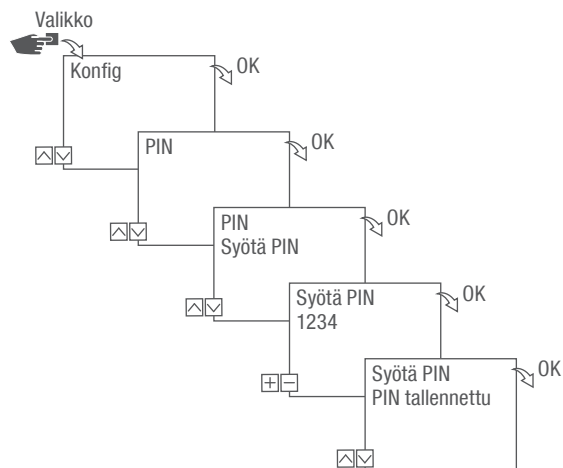 Valikko
Konfig
OK
PIN
OK
PIN
Syötä PIN
OK
Syötä PIN
1234
OK
Syötä PIN
PIN tallennettu
OK